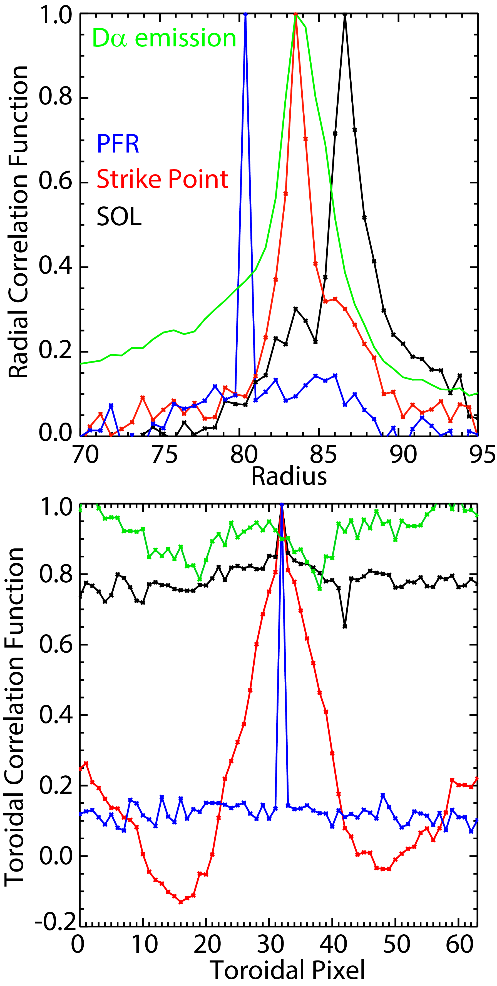 1.0
Dα emission
0.8
PFR
Strike Point
SOL
0.6
0.4
0.2
0.0
Radial Correlation Function
70 75 80 85 90 95
Radius
1.0
0.8
0.6
0.4
0.2
0.0
-0.2
Toroidal Correlation Function
0 10 20 30 40 50 60
Toroidal Pixel